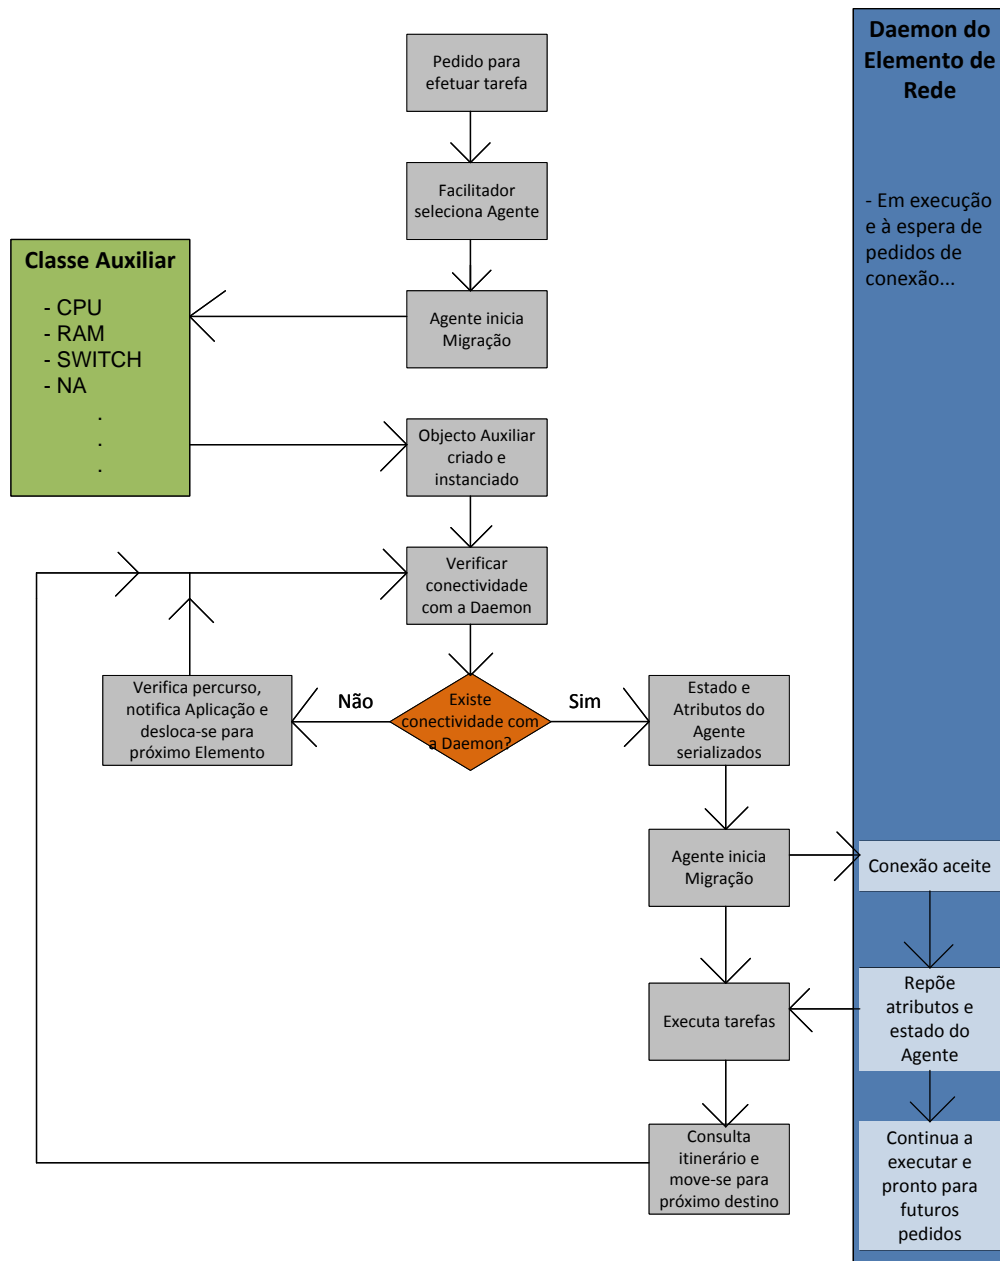 Pedido para
efetuar tarefa
Facilitador
seleciona Agente
Agente inicia
Migração
Classe Auxiliar
- CPU
- RAM
- SWITCH
- NA
.
.
.
Objecto Auxiliar
criado e
instanciado
Verificar
conectividade
com a Daemon
Existe
conectividade com
a Daemon?
Não
Sim
Verifica percurso,
notifica Aplicação e
desloca-se para
próximo Elemento
Estado e
Atributos do
Agente
serializados
Agente inicia
Migração
Executa tarefas
Consulta
itinerário e
move-se para
próximo destino
Daemon do
Elemento de
Rede
- Em execução
e à espera de
pedidos de
conexão...
Conexão aceite
Repõe
atributos e
estado do
Agente
Continua a
executar e
pronto para
futuros
pedidos